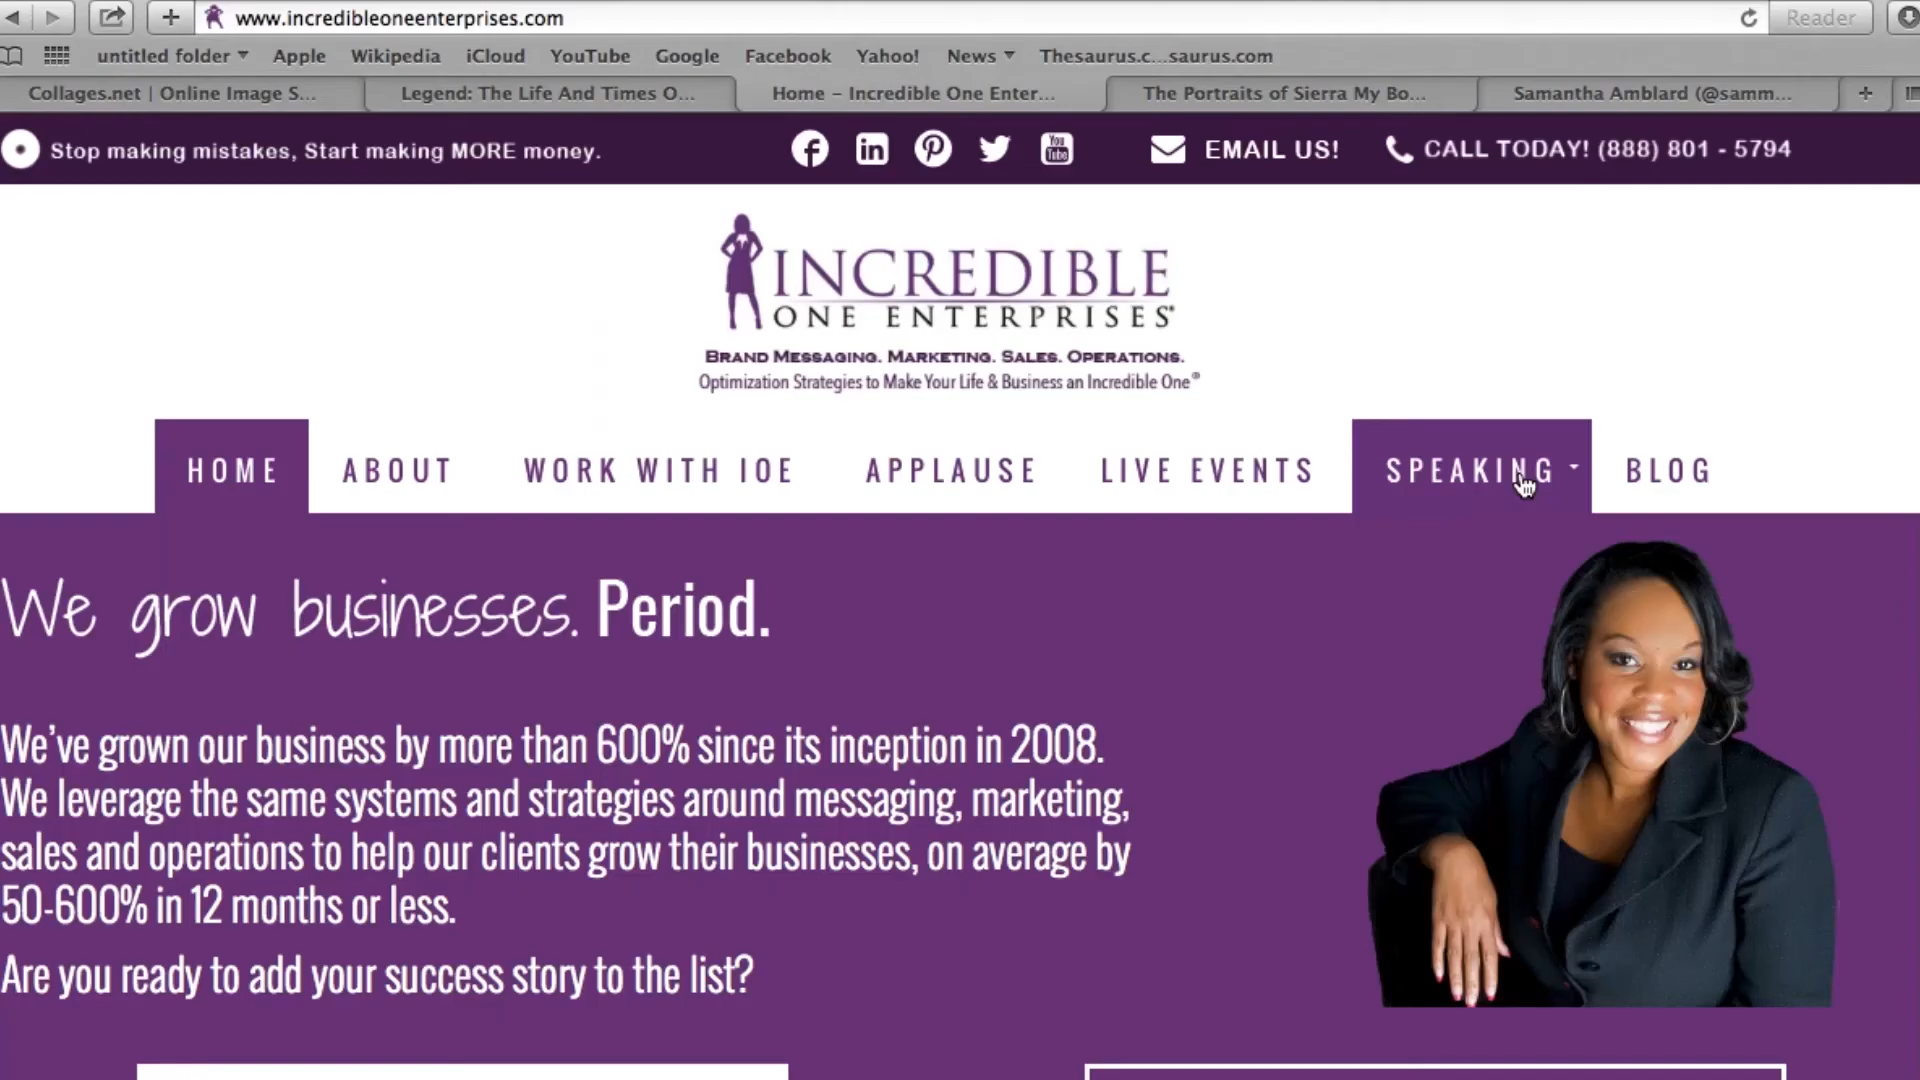 www.incredibleoneenterprises.com
Reader
untitled folder Apple Wikipedia iCloud YouTube Google Facebook Yahoo! News Thesaurus.c...saurus.com
Collages.net | Online Image S... Legend: The Life And Times O... Home – Incredible One Enter... The Portraits of Sierra My Bo... Samantha Amblard (@samm...
Stop making mistakes, Start making MORE money. You Tube EMAIL US! CALL TODAY! (888) 801 - 5794
INCREDIBLE
ONE ENTERPRISES®
BRAND MESSAGING. MARKETING. SALES. OPERATIONS.
Optimization Strategies to Make Your Life & Business an Incredible One®
HOME ABOUT WORK WITH IOE APPLAUSE LIVE EVENTS SPEAKING BLOG
We grow businesses. Period.
We've grown our business by more than 600% since its inception in 2008.
We leverage the same systems and strategies around messaging, marketing,
sales and operations to help our clients grow their businesses, on average by
50-600% in 12 months or less.
Are you ready to add your success story to the list?